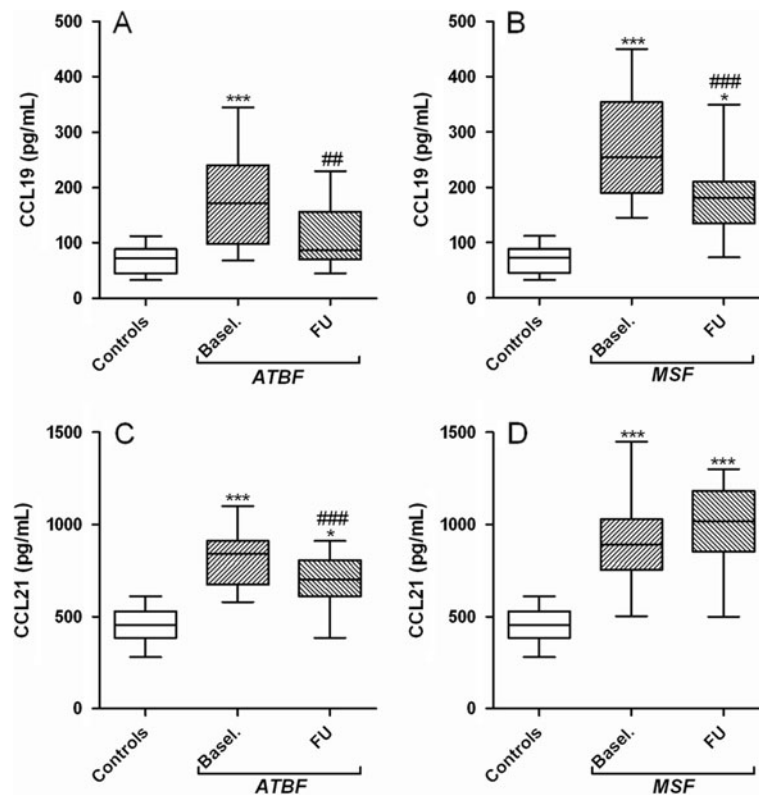 A
500
400
300
200
100
0
CCL19 (pg/mL)
***
##
Controls
Basel.
FU
ATBF
B
500
400
300
200
100
0
CCL19 (pg/mL)
***
###
*
Controls
Basel.
FU
MSF
C
1500
1000
500
0
CCL21 (pg/mL)
***
###
*
Controls
Basel.
FU
ATBF
D
1500
1000
500
0
CCL21 (pg/mL)
***
***
Controls
Basel.
FU
MSF